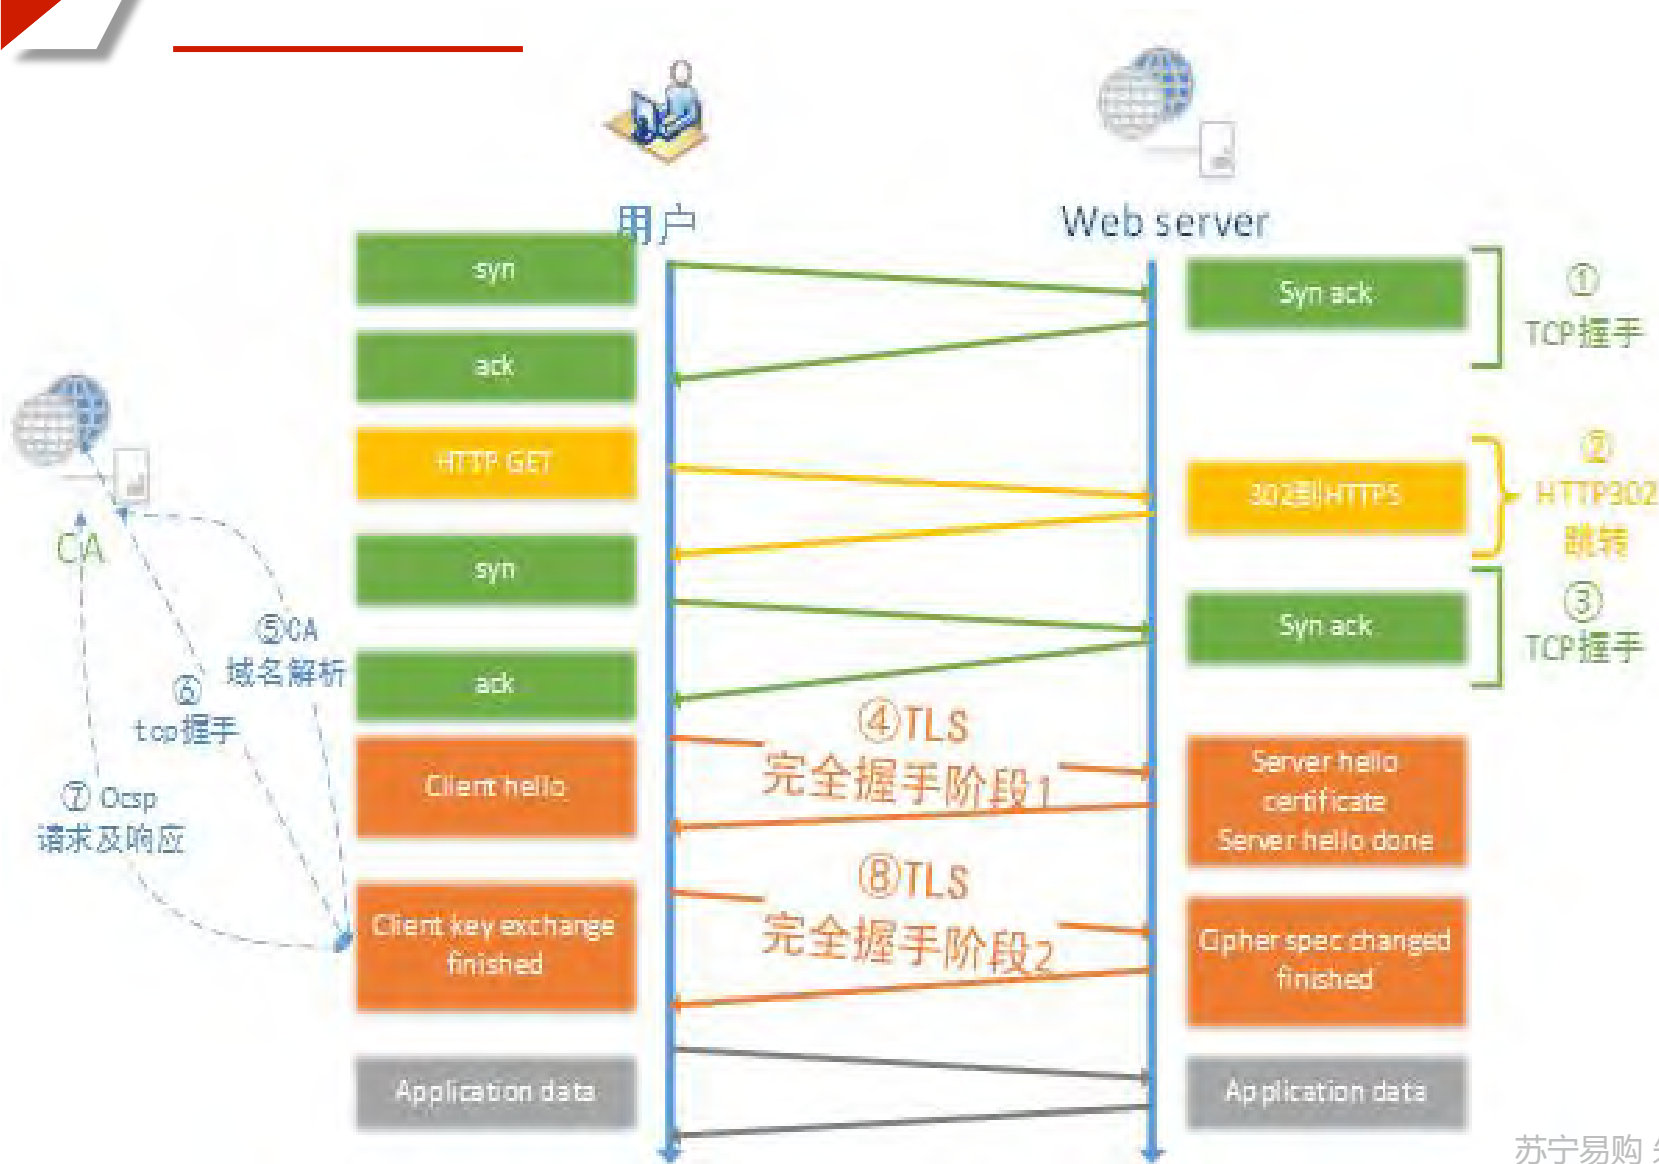 用户
Web server
syn
Syn ack
①
TCP握手
ack
HTTP GET
302到HTTPS
②
HTTP302
跳转
CA
syn
Syn ack
③
TCP握手
⑤CA
域名解析
⑥
tcp握手
ack
④TLS
完全握手阶段1
Client hello
Server hello
certificate
Server hello done
⑦ Ocsp
请求及响应
⑧TLS
完全握手阶段2
Client key exchange
finished
Cipher spec changed
finished
Application data
Application data
苏宁易购